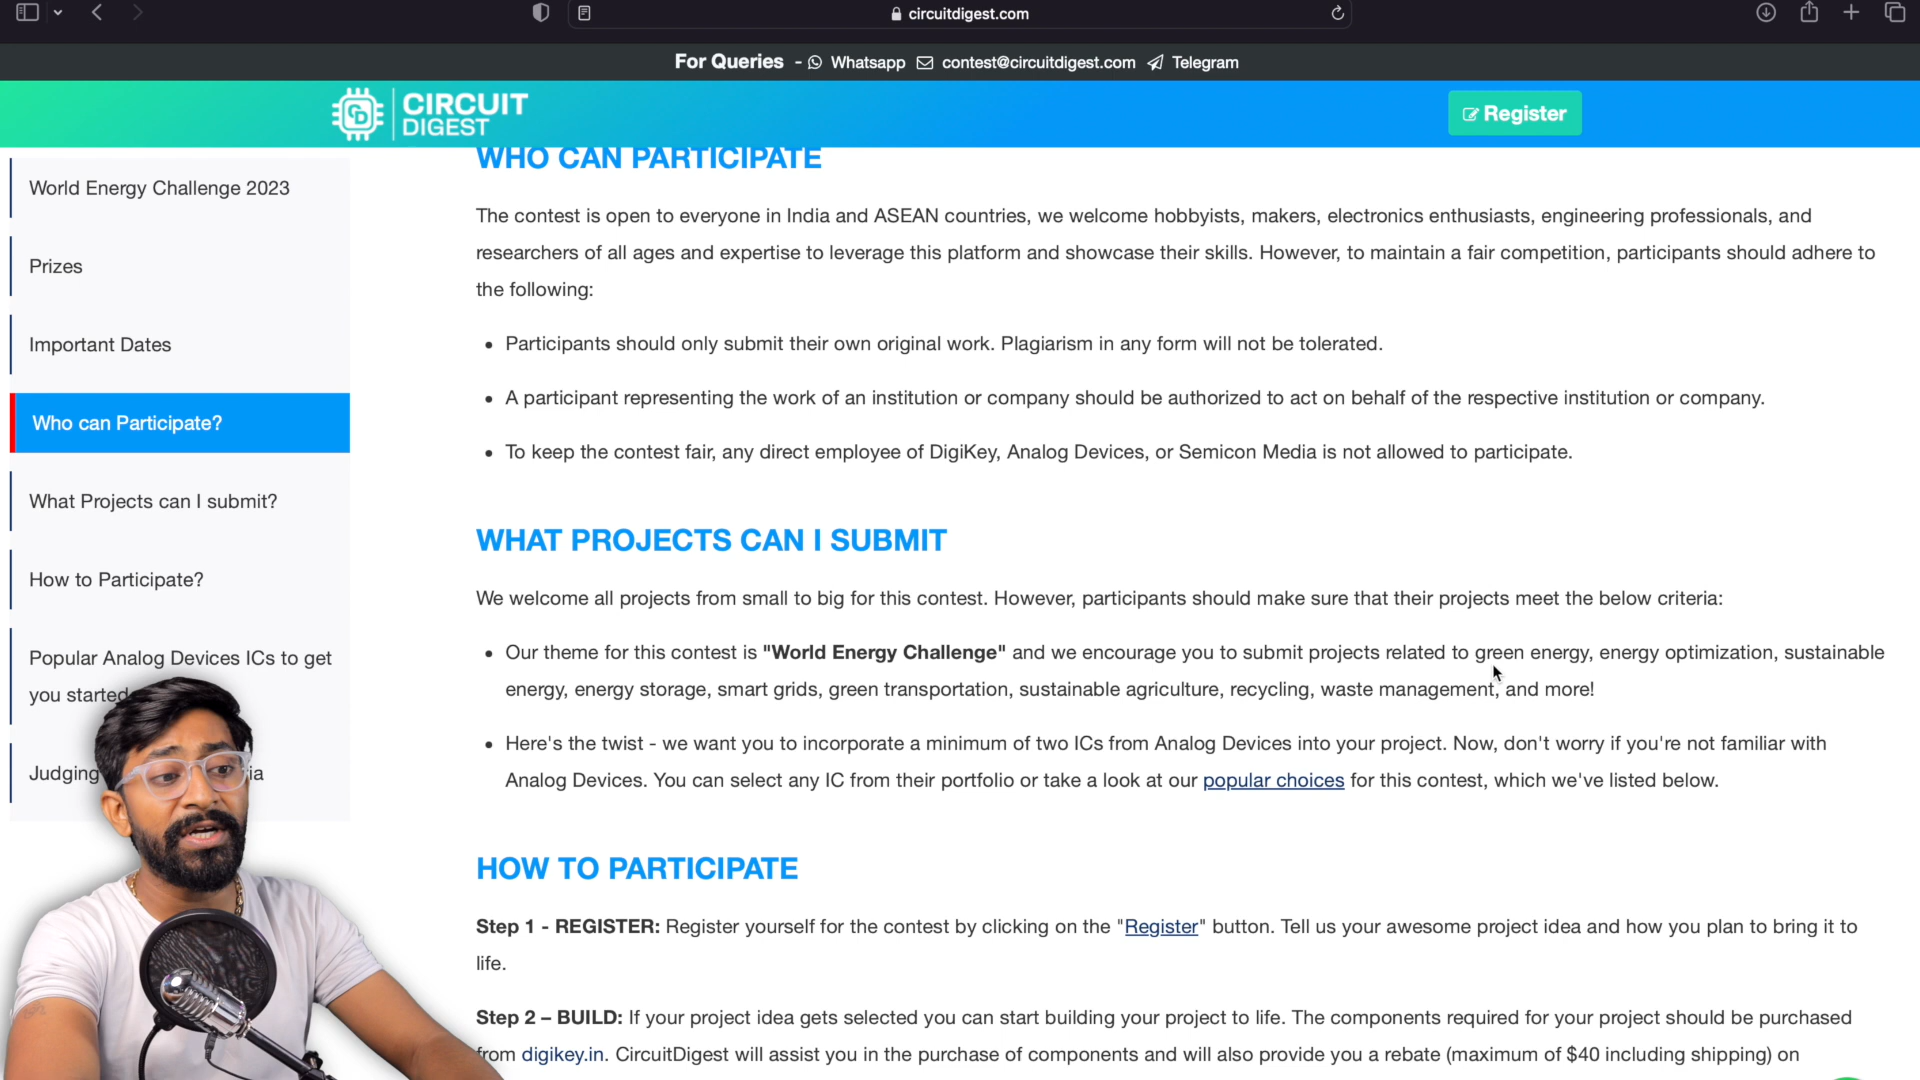 circuitdigest.com
For Queries - Whatsapp contest@circuitdigest.com Telegram
CIRCUIT
DIGEST
Register
World Energy Challenge 2023
Prizes
Important Dates
Who can Participate?
What Projects can I submit?
How to Participate?
Popular Analog Devices ICs to get
you started
Judging
WHO CAN PARTICIPATE
The contest is open to everyone in India and ASEAN countries, we welcome hobbyists, makers, electronics enthusiasts, engineering professionals, and
researchers of all ages and expertise to leverage this platform and showcase their skills. However, to maintain a fair competition, participants should adhere to
the following:
• Participants should only submit their own original work. Plagiarism in any form will not be tolerated.
• A participant representing the work of an institution or company should be authorized to act on behalf of the respective institution or company.
• To keep the contest fair, any direct employee of DigiKey, Analog Devices, or Semicon Media is not allowed to participate.
WHAT PROJECTS CAN I SUBMIT
We welcome all projects from small to big for this contest. However, participants should make sure that their projects meet the below criteria:
• Our theme for this contest is "World Energy Challenge" and we encourage you to submit projects related to green energy, energy optimization, sustainable
energy, energy storage, smart grids, green transportation, sustainable agriculture, recycling, waste management, and more!
• Here's the twist - we want you to incorporate a minimum of two ICs from Analog Devices into your project. Now, don't worry if you're not familiar with
Analog Devices. You can select any IC from their portfolio or take a look at our popular choices for this contest, which we've listed below.
HOW TO PARTICIPATE
Step 1 - REGISTER: Register yourself for the contest by clicking on the "Register" button. Tell us your awesome project idea and how you plan to bring it to
life.
Step 2 – BUILD: If your project idea gets selected you can start building your project to life. The components required for your project should be purchased
from digikey.in. CircuitDigest will assist you in the purchase of components and will also provide you a rebate (maximum of $40 including shipping) on